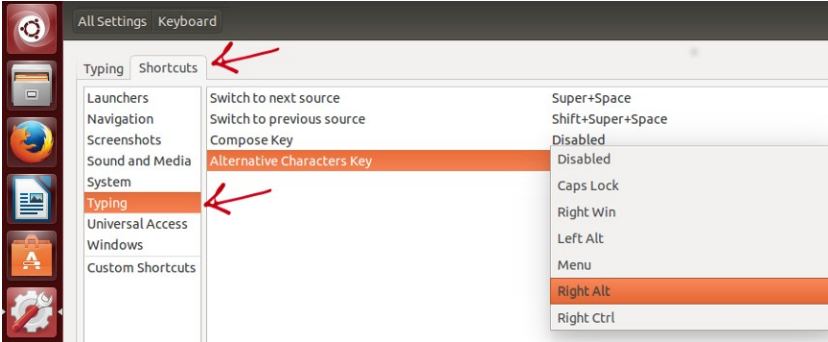 All Settings Keyboard
Typing Shortcuts
Launchers Switch to next source Super+Space
Navigation Switch to previous source Shift+Super+Space
Screenshots Compose Key Disabled
Sound and Media Alternative Characters Key Disabled
System Caps Lock
Typing Right Win
Universal Access Left Alt
Windows Menu
Custom Shortcuts Right Alt
Right Ctrl